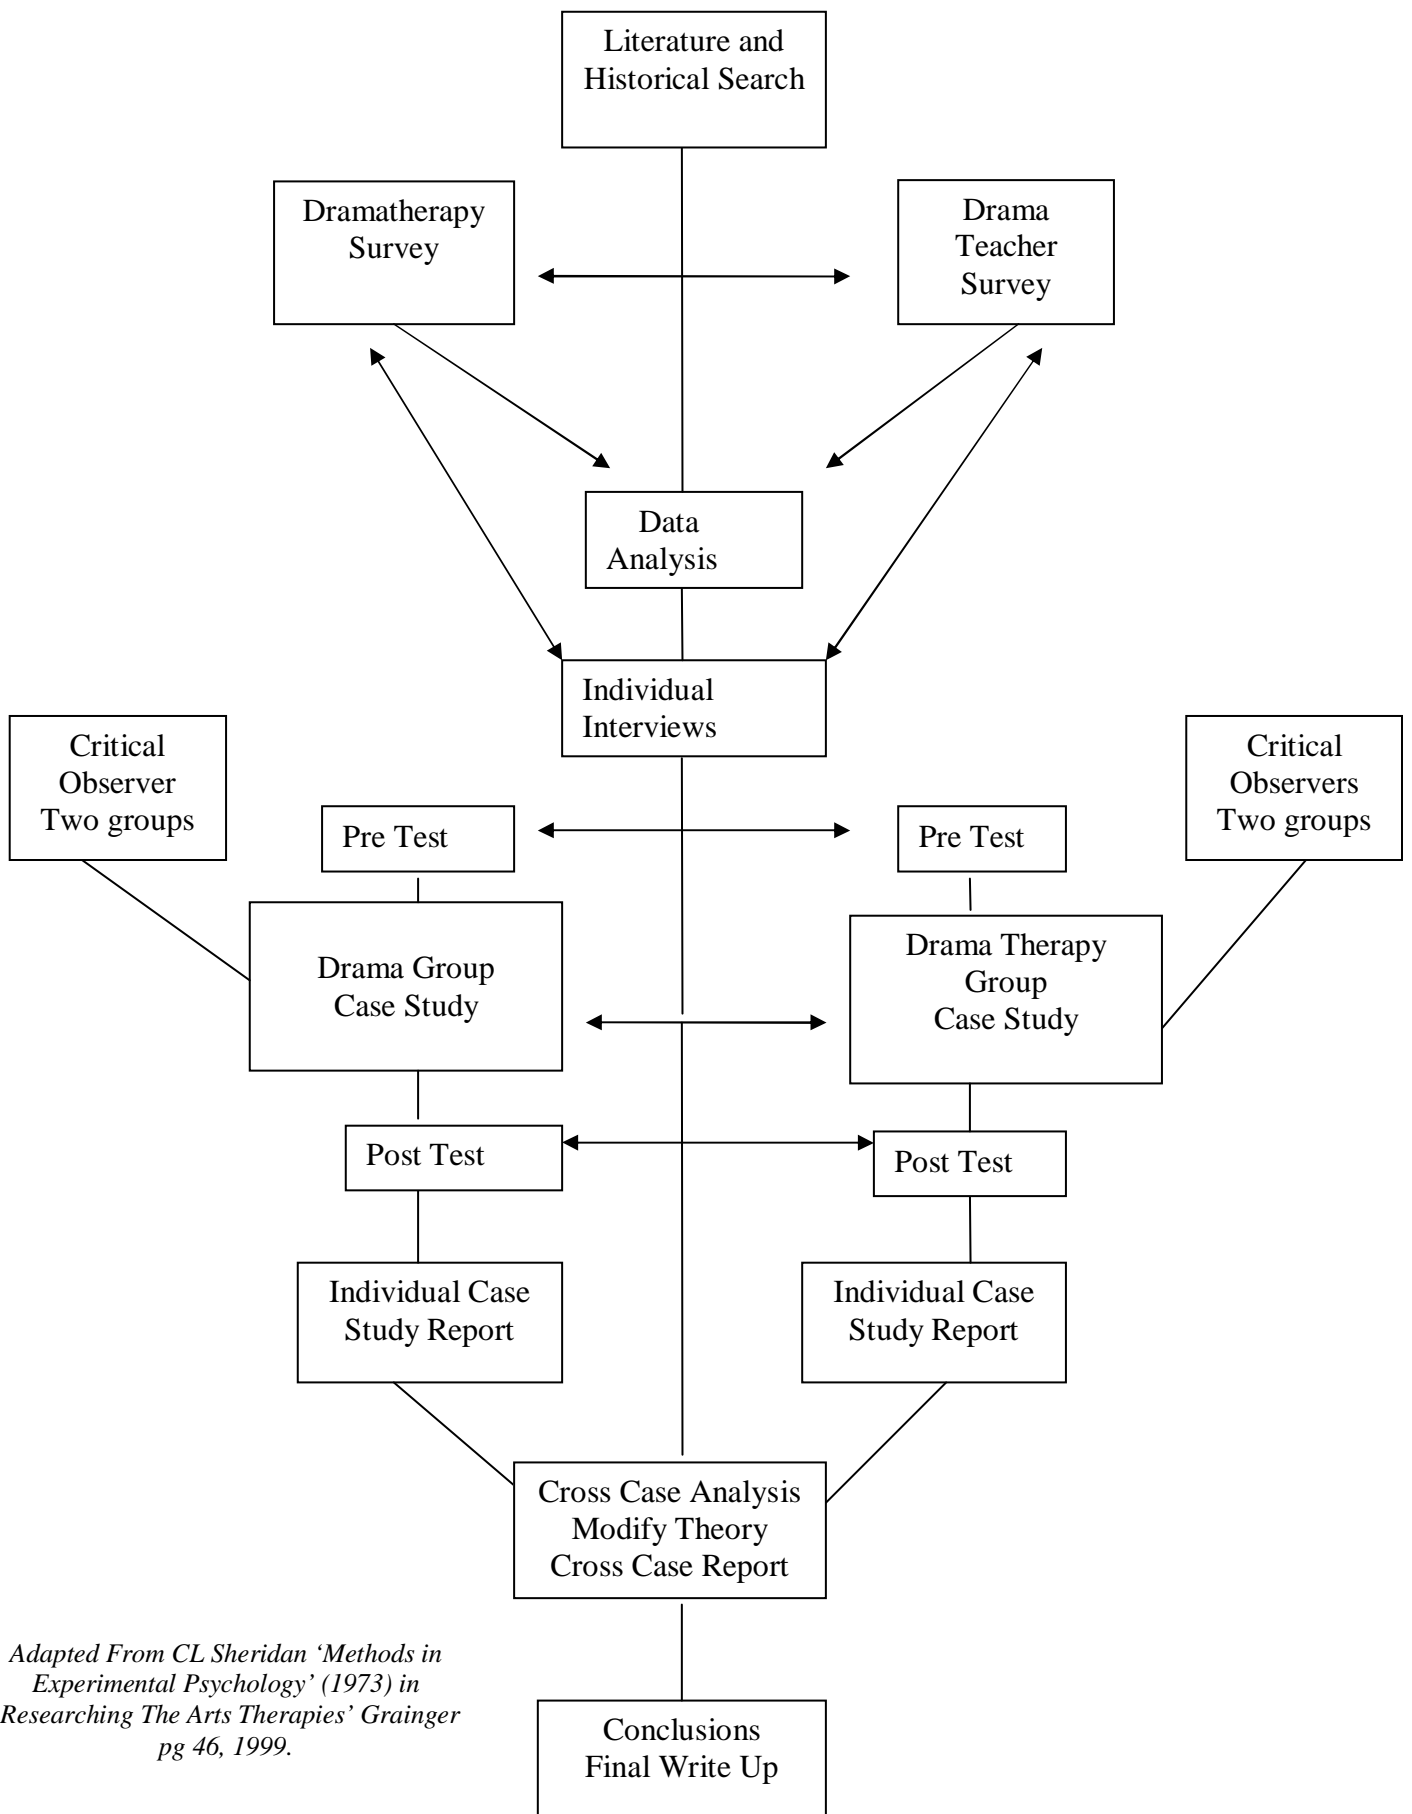 Literature and
Historical Search
Dramatherapy
Survey
Drama
Teacher
Survey
Data
Analysis
Individual
Interviews
Critical
Observer
Two groups
Critical
Observers
Two groups
Pre Test
Pre Test
Drama Group
Case Study
Drama Therapy
Group
Case Study
Post Test
Post Test
Individual Case
Study Report
Individual Case
Study Report
Cross Case Analysis
Modify Theory
Cross Case Report
Adapted From CL Sheridan ‘Methods in
Experimental Psychology’ (1973) in
Researching The Arts Therapies’ Grainger
pg 46, 1999.
Conclusions
Final Write Up